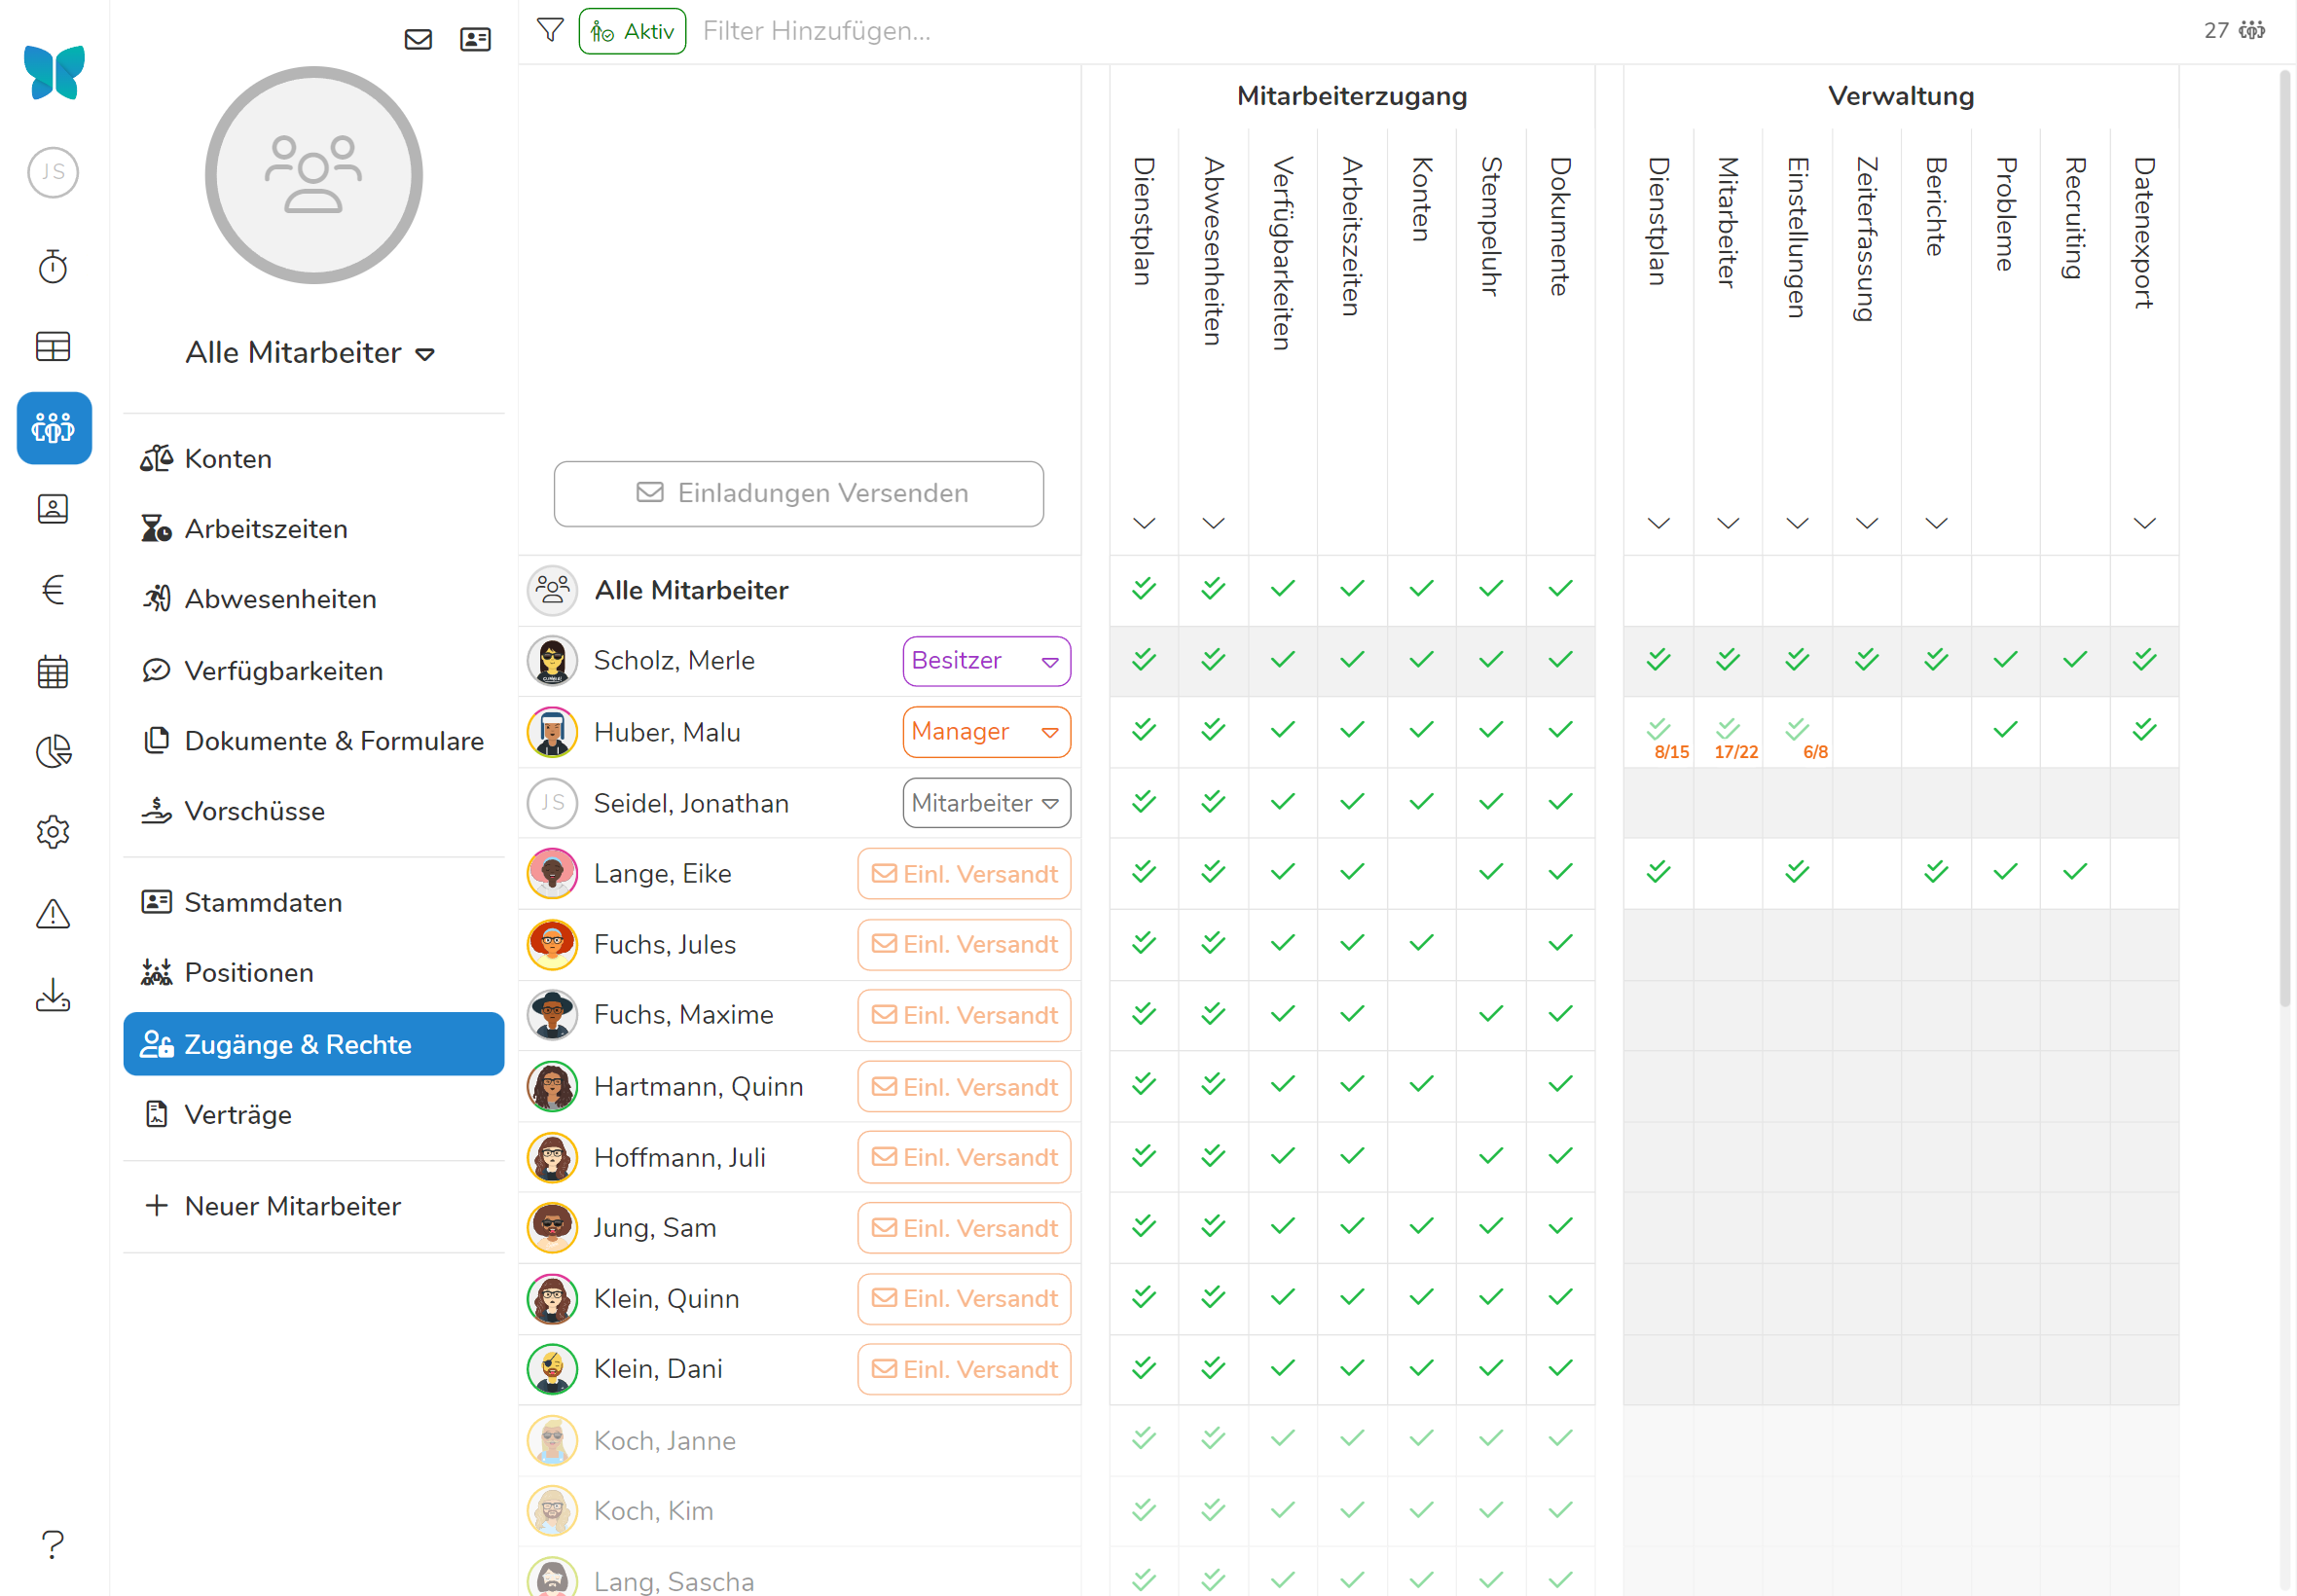 Aktiv Filter Hinzufügen... 27
JS
Alle Mitarbeiter
Konten
Arbeitszeiten
Abwesenheiten
Verfügbarkeiten
Dokumente & Formulare
Vorschüsse
Stammdaten
Positionen
Zugänge & Rechte
Verträge
Neuer Mitarbeiter
Mitarbeiterzugang
Verwaltung
Dienstplan
Abwesenheiten
Verfügbarkeiten
Arbeitszeiten
Konten
Stempeluhr
Dokumente
Dienstplan
Mitarbeiter
Einstellungen
Zeiterfassung
Berichte
Probleme
Recruiting
Datenexport
Einladungen Versenden
Alle Mitarbeiter
Scholz, Merle Besitzer
Huber, Malu Manager 8/15 17/22 6/8
JS Seidel, Jonathan Mitarbeiter
Lange, Eike Einl. Versandt
Fuchs, Jules Einl. Versandt
Fuchs, Maxime Einl. Versandt
Hartmann, Quinn Einl. Versandt
Hoffmann, Juli Einl. Versandt
Jung, Sam Einl. Versandt
Klein, Quinn Einl. Versandt
Klein, Dani Einl. Versandt
Koch, Janne
Koch, Kim
Lang, Sascha